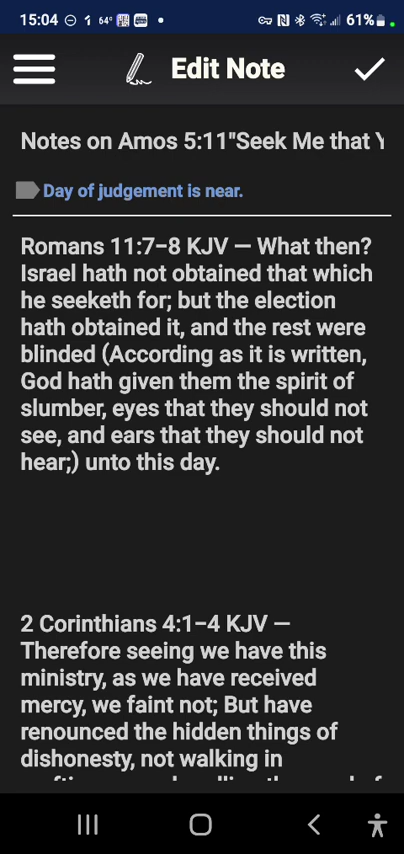 15:04 64° 61%
Edit Note
Notes on Amos 5:11"Seek Me that Y
Day of judgement is near.
Romans 11:7–8 KJV — What then?
Israel hath not obtained that which
he seeketh for; but the election
hath obtained it, and the rest were
blinded (According as it is written,
God hath given them the spirit of
slumber, eyes that they should not
see, and ears that they should not
hear;) unto this day.
2 Corinthians 4:1–4 KJV —
Therefore seeing we have this
ministry, as we have received
mercy, we faint not; But have
renounced the hidden things of
dishonesty, not walking in